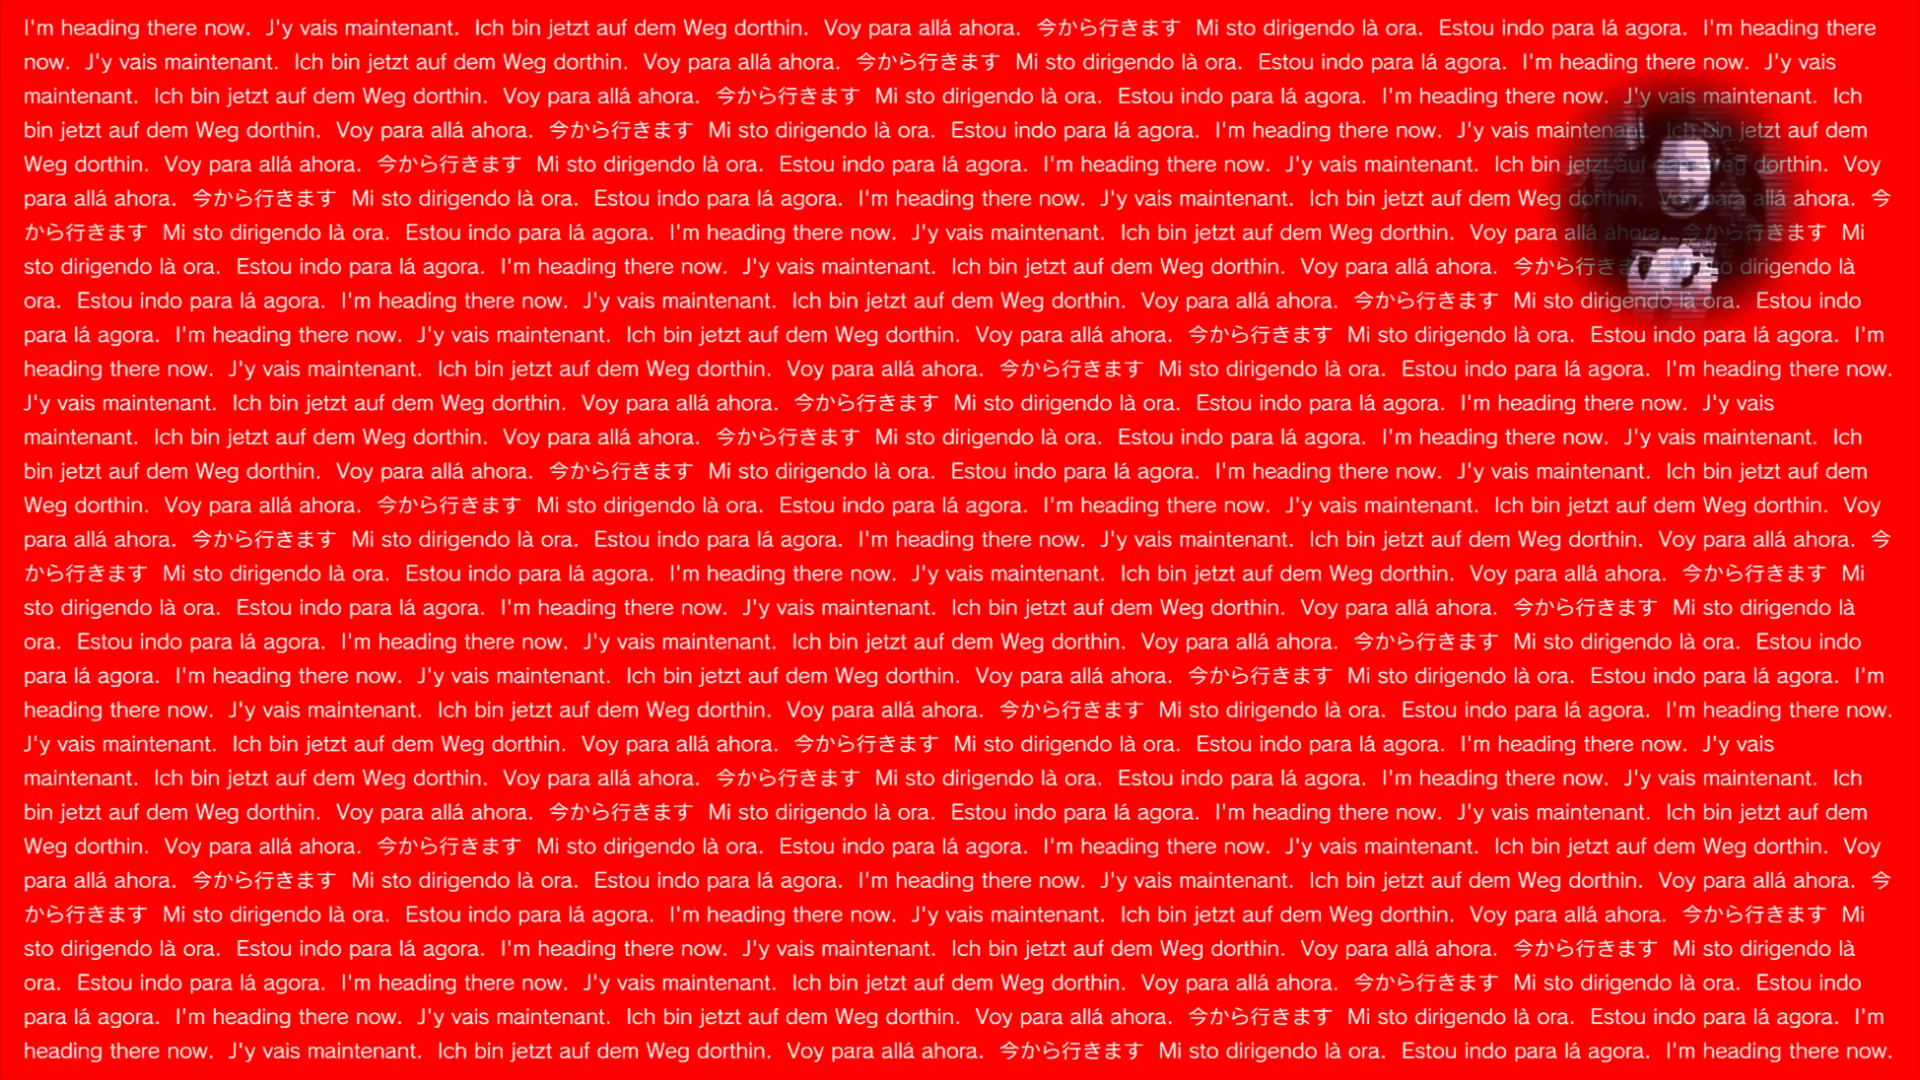 I'm heading there now. J'y vais maintenant. Ich bin jetzt auf dem Weg dorthin. Voy para allá ahora. 今から行きます Mi sto dirigendo là ora. Estou indo para lá agora. I'm heading there
now. J'y vais maintenant. Ich bin jetzt auf dem Weg dorthin. Voy para allá ahora. 今から行きます Mi sto dirigendo là ora. Estou indo para lá agora. I'm heading there now. J'y vais
maintenant. Ich bin jetzt auf dem Weg dorthin. Voy para allá ahora. 今から行きます Mi sto dirigendo là ora. Estou indo para lá agora. I'm heading there now. J'y vais maintenant. Ich
bin jetzt auf dem Weg dorthin. Voy para allá ahora. 今から行きます Mi sto dirigendo là ora. Estou indo para lá agora. I'm heading there now. J'y vais maintenant. Ich bin jetzt auf dem
Weg dorthin. Voy para allá ahora. 今から行きます Mi sto dirigendo là ora. Estou indo para lá agora. I'm heading there now. J'y vais maintenant. Ich bin jetzt auf dem Weg dorthin. Voy
para allá ahora. 今から行きます Mi sto dirigendo là ora. Estou indo para lá agora. I'm heading there now. J'y vais maintenant. Ich bin jetzt auf dem Weg dorthin. Voy para allá ahora. 今
から行きます Mi sto dirigendo là ora. Estou indo para lá agora. I'm heading there now. J'y vais maintenant. Ich bin jetzt auf dem Weg dorthin. Voy para allá ahora. 今から行きます Mi
sto dirigendo là ora. Estou indo para lá agora. I'm heading there now. J'y vais maintenant. Ich bin jetzt auf dem Weg dorthin. Voy para allá ahora. 今から行きます Mi sto dirigendo là
ora. Estou indo para lá agora. I'm heading there now. J'y vais maintenant. Ich bin jetzt auf dem Weg dorthin. Voy para allá ahora. 今から行きます Mi sto dirigendo là ora. Estou indo
para lá agora. I'm heading there now. J'y vais maintenant. Ich bin jetzt auf dem Weg dorthin. Voy para allá ahora. 今から行きます Mi sto dirigendo là ora. Estou indo para lá agora. I'm
heading there now. J'y vais maintenant. Ich bin jetzt auf dem Weg dorthin. Voy para allá ahora. 今から行きます Mi sto dirigendo là ora. Estou indo para lá agora. I'm heading there now.
J'y vais maintenant. Ich bin jetzt auf dem Weg dorthin. Voy para allá ahora. 今から行きます Mi sto dirigendo là ora. Estou indo para lá agora. I'm heading there now. J'y vais
maintenant. Ich bin jetzt auf dem Weg dorthin. Voy para allá ahora. 今から行きます Mi sto dirigendo là ora. Estou indo para lá agora. I'm heading there now. J'y vais maintenant. Ich
bin jetzt auf dem Weg dorthin. Voy para allá ahora. 今から行きます Mi sto dirigendo là ora. Estou indo para lá agora. I'm heading there now. J'y vais maintenant. Ich bin jetzt auf dem
Weg dorthin. Voy para allá ahora. 今から行きます Mi sto dirigendo là ora. Estou indo para lá agora. I'm heading there now. J'y vais maintenant. Ich bin jetzt auf dem Weg dorthin. Voy
para allá ahora. 今から行きます Mi sto dirigendo là ora. Estou indo para lá agora. I'm heading there now. J'y vais maintenant. Ich bin jetzt auf dem Weg dorthin. Voy para allá ahora. 今
から行きます Mi sto dirigendo là ora. Estou indo para lá agora. I'm heading there now. J'y vais maintenant. Ich bin jetzt auf dem Weg dorthin. Voy para allá ahora. 今から行きます Mi
sto dirigendo là ora. Estou indo para lá agora. I'm heading there now. J'y vais maintenant. Ich bin jetzt auf dem Weg dorthin. Voy para allá ahora. 今から行きます Mi sto dirigendo là
ora. Estou indo para lá agora. I'm heading there now. J'y vais maintenant. Ich bin jetzt auf dem Weg dorthin. Voy para allá ahora. 今から行きます Mi sto dirigendo là ora. Estou indo
para lá agora. I'm heading there now. J'y vais maintenant. Ich bin jetzt auf dem Weg dorthin. Voy para allá ahora. 今から行きます Mi sto dirigendo là ora. Estou indo para lá agora. I'm
heading there now. J'y vais maintenant. Ich bin jetzt auf dem Weg dorthin. Voy para allá ahora. 今から行きます Mi sto dirigendo là ora. Estou indo para lá agora. I'm heading there now.
J'y vais maintenant. Ich bin jetzt auf dem Weg dorthin. Voy para allá ahora. 今から行きます Mi sto dirigendo là ora. Estou indo para lá agora. I'm heading there now. J'y vais
maintenant. Ich bin jetzt auf dem Weg dorthin. Voy para allá ahora. 今から行きます Mi sto dirigendo là ora. Estou indo para lá agora. I'm heading there now. J'y vais maintenant. Ich
bin jetzt auf dem Weg dorthin. Voy para allá ahora. 今から行きます Mi sto dirigendo là ora. Estou indo para lá agora. I'm heading there now. J'y vais maintenant. Ich bin jetzt auf dem
Weg dorthin. Voy para allá ahora. 今から行きます Mi sto dirigendo là ora. Estou indo para lá agora. I'm heading there now. J'y vais maintenant. Ich bin jetzt auf dem Weg dorthin. Voy
para allá ahora. 今から行きます Mi sto dirigendo là ora. Estou indo para lá agora. I'm heading there now. J'y vais maintenant. Ich bin jetzt auf dem Weg dorthin. Voy para allá ahora. 今
から行きます Mi sto dirigendo là ora. Estou indo para lá agora. I'm heading there now. J'y vais maintenant. Ich bin jetzt auf dem Weg dorthin. Voy para allá ahora. 今から行きます Mi
sto dirigendo là ora. Estou indo para lá agora. I'm heading there now. J'y vais maintenant. Ich bin jetzt auf dem Weg dorthin. Voy para allá ahora. 今から行きます Mi sto dirigendo là
ora. Estou indo para lá agora. I'm heading there now. J'y vais maintenant. Ich bin jetzt auf dem Weg dorthin. Voy para allá ahora. 今から行きます Mi sto dirigendo là ora. Estou indo
para lá agora. I'm heading there now. J'y vais maintenant. Ich bin jetzt auf dem Weg dorthin. Voy para allá ahora. 今から行きます Mi sto dirigendo là ora. Estou indo para lá agora. I'm
heading there now. J'y vais maintenant. Ich bin jetzt auf dem Weg dorthin. Voy para allá ahora. 今から行きます Mi sto dirigendo là ora. Estou indo para lá agora. I'm heading there now.